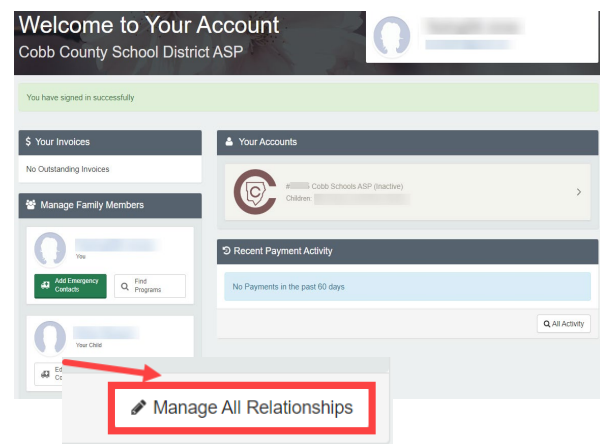 Welcome to Your Account
Cobb County School District ASP
You have signed in successfully
$ Your Invoices
No Outstanding Invoices
Manage Family Members
You
Add Emergency
Contacts
Find
Programs
Your Child
Your Accounts
C
# Cobb Schools ASP (Inactive)
Children:
Recent Payment Activity
No Payments in the past 60 days
All Activity
Manage All Relationships